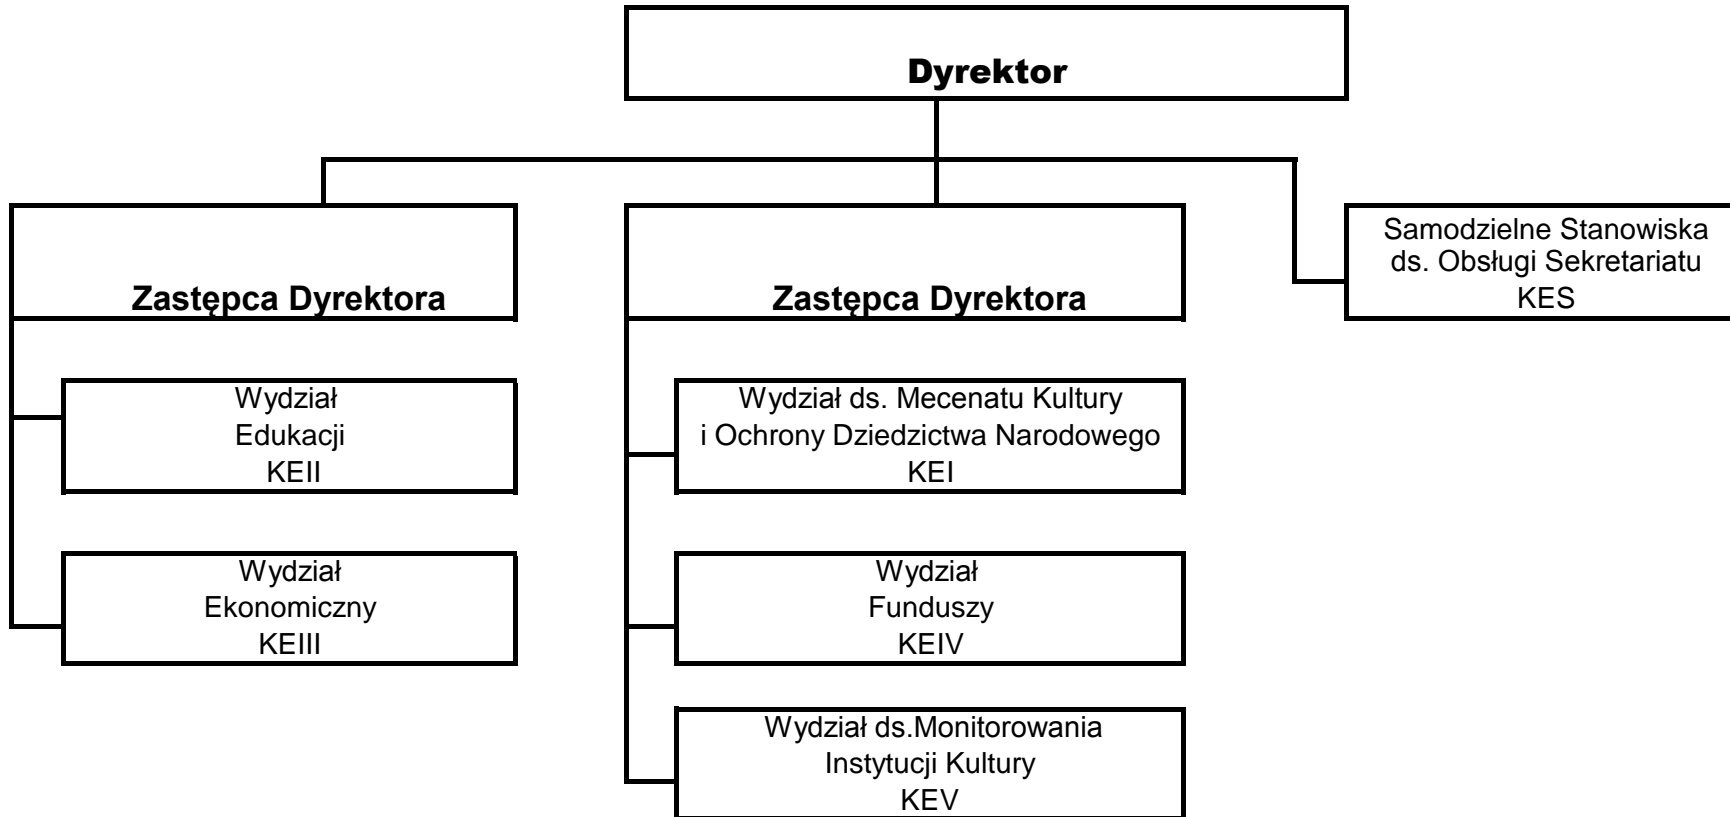 Dyrektor
Zastępca Dyrektora
Zastępca Dyrektora
Samodzielne Stanowiska
ds. Obsługi Sekretariatu
KES
Wydział
Edukacji
KEII
Wydział ds. Mecenatu Kultury
i Ochrony Dziedzictwa Narodowego
KEI
Wydział
Ekonomiczny
KEIII
Wydział
Funduszy
KEIV
Wydział ds.Monitorowania
Instytucji Kultury
KEV